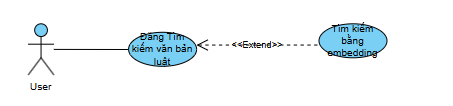 Đăng Tìm
kiếm văn bản
luật
<<Extend>>
Tìm kiếm
bằng
embedding
User